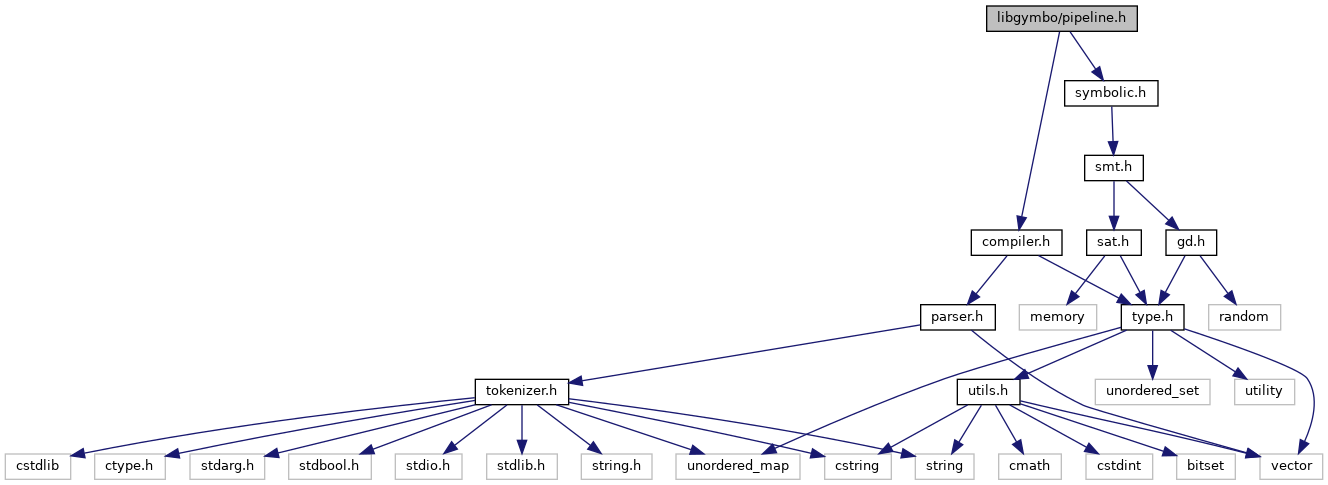 libgymbo/pipeline.h
symbolic.h
smt.h
compiler.h
sat.h
gd.h
parser.h
memory
type.h
random
tokenizer.h
utils.h
unordered_set
utility
cstdlib
ctype.h
stdarg.h
stdbool.h
stdio.h
stdlib.h
string.h
unordered_map
cstring
string
cmath
cstdint
bitset
vector